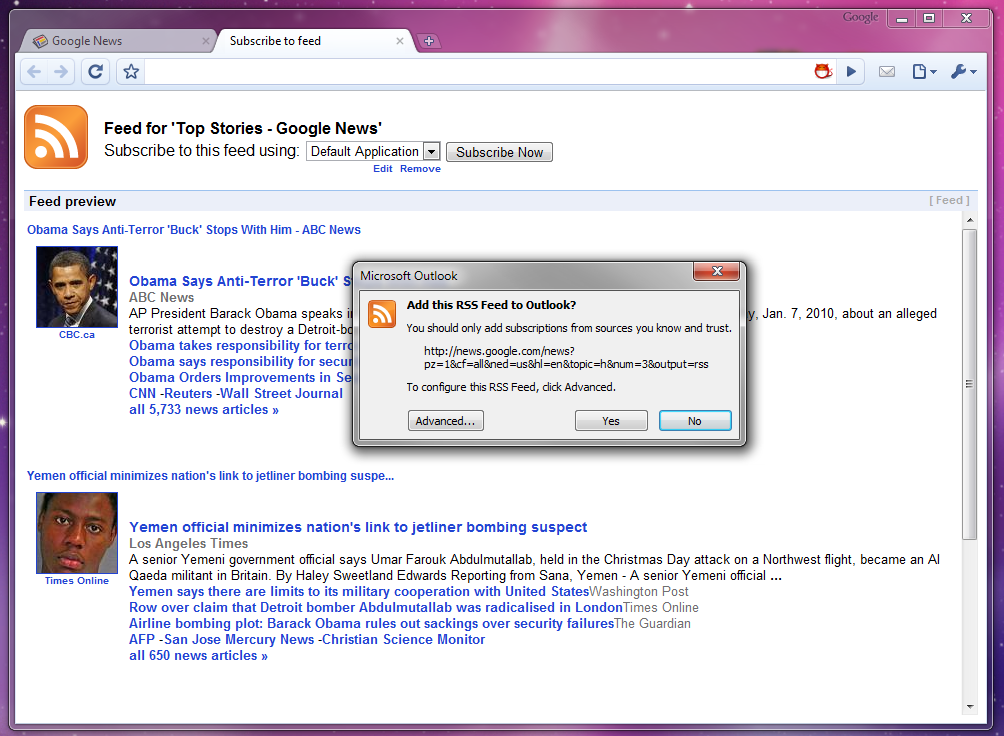 Google
Google News
Subscribe to feed
Feed for 'Top Stories - Google News'
Subscribe to this feed using: Default Application Subscribe Now
Edit Remove
Feed preview [ Feed ]
Obama Says Anti-Terror 'Buck' Stops With Him - ABC News
Obama Says Anti-Terror 'Buck' S
ABC News
AP President Barack Obama speaks in y, Jan. 7, 2010, about an alleged
terrorist attempt to destroy a Detroit-bo
CBC.ca
Obama takes responsibility for terro
Obama says responsibility for secur
Obama Orders Improvements in Se
CNN -Reuters -Wall Street Journal
all 5,733 news articles »
Microsoft Outlook
Add this RSS Feed to Outlook?
You should only add subscriptions from sources you know and trust.
http://news.google.com/news?
pz=1&cf=all&ned=us&hl=en&topic=h&num=3&output=rss
To configure this RSS Feed, click Advanced.
Advanced... Yes No
Yemen official minimizes nation's link to jetliner bombing suspe...
Yemen official minimizes nation's link to jetliner bombing suspect
Los Angeles Times
A senior Yemeni government official says Umar Farouk Abdulmutallab, held in the Christmas Day attack on a Northwest flight, became an Al
Qaeda militant in Britain. By Haley Sweetland Edwards Reporting from Sana, Yemen - A senior Yemeni official ...
Times Online
Yemen says there are limits to its military cooperation with United StatesWashington Post
Row over claim that Detroit bomber Abdulmutallab was radicalised in LondonTimes Online
Airline bombing plot: Barack Obama rules out sackings over security failuresThe Guardian
AFP -San Jose Mercury News -Christian Science Monitor
all 650 news articles »